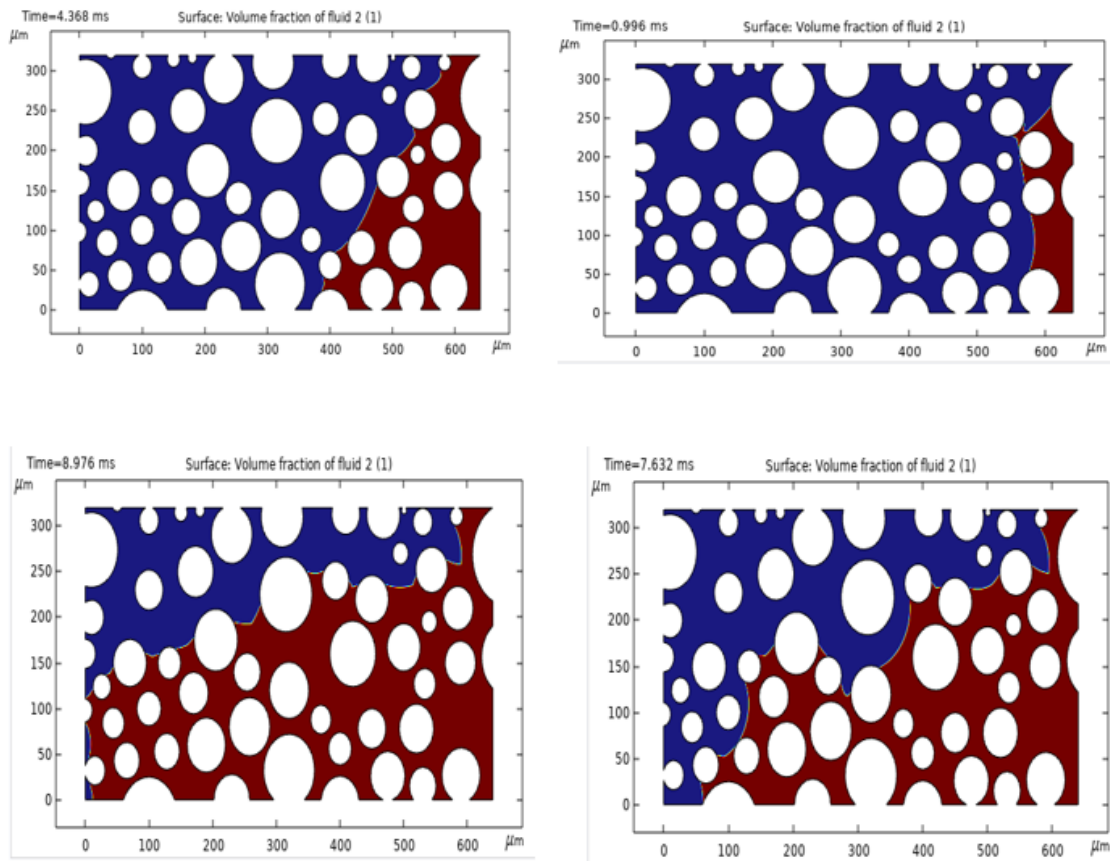 Time=4.368 ms Surface: Volume fraction of fluid 2 (1)
μm
300
250
200
150
100
50
0
0 100 200 300 400 500 600 μm
Time=0.996 ms Surface: Volume fraction of fluid 2 (1)
μm
300
250
200
150
100
50
0
0 100 200 300 400 500 600 μm
Time=8.976 ms Surface: Volume fraction of fluid 2 (1)
μm
300
250
200
150
100
50
0
0 100 200 300 400 500 600 μm
Time=7.632 ms Surface: Volume fraction of fluid 2 (1)
μm
300
250
200
150
100
50
0
0 100 200 300 400 500 600 μm